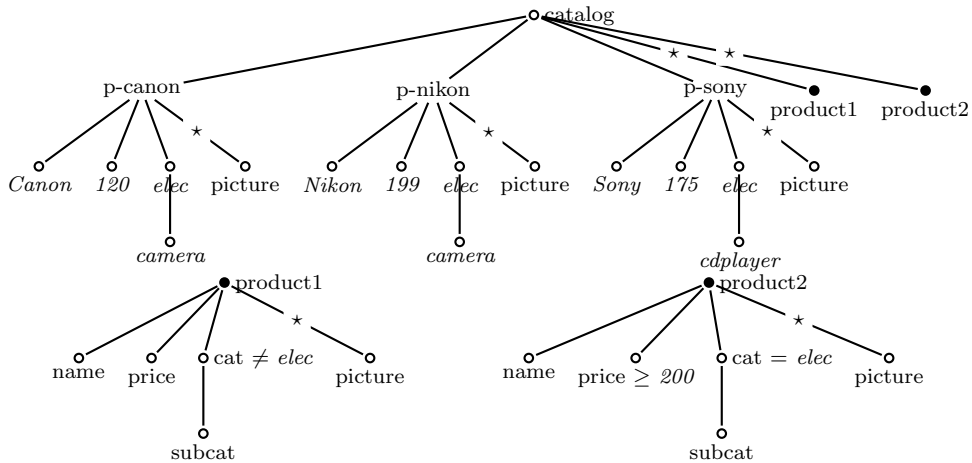 catalog
⋆ ⋆
p-canon p-nikon p-sony
product1 product2
⋆ ⋆ ⋆
Canon 120 elec picture Nikon 199 elec picture Sony 175 elec picture
camera camera cdplayer
product1 product2
⋆ ⋆
name price cat ≠ elec picture name price ≥ 200 cat = elec picture
subcat subcat